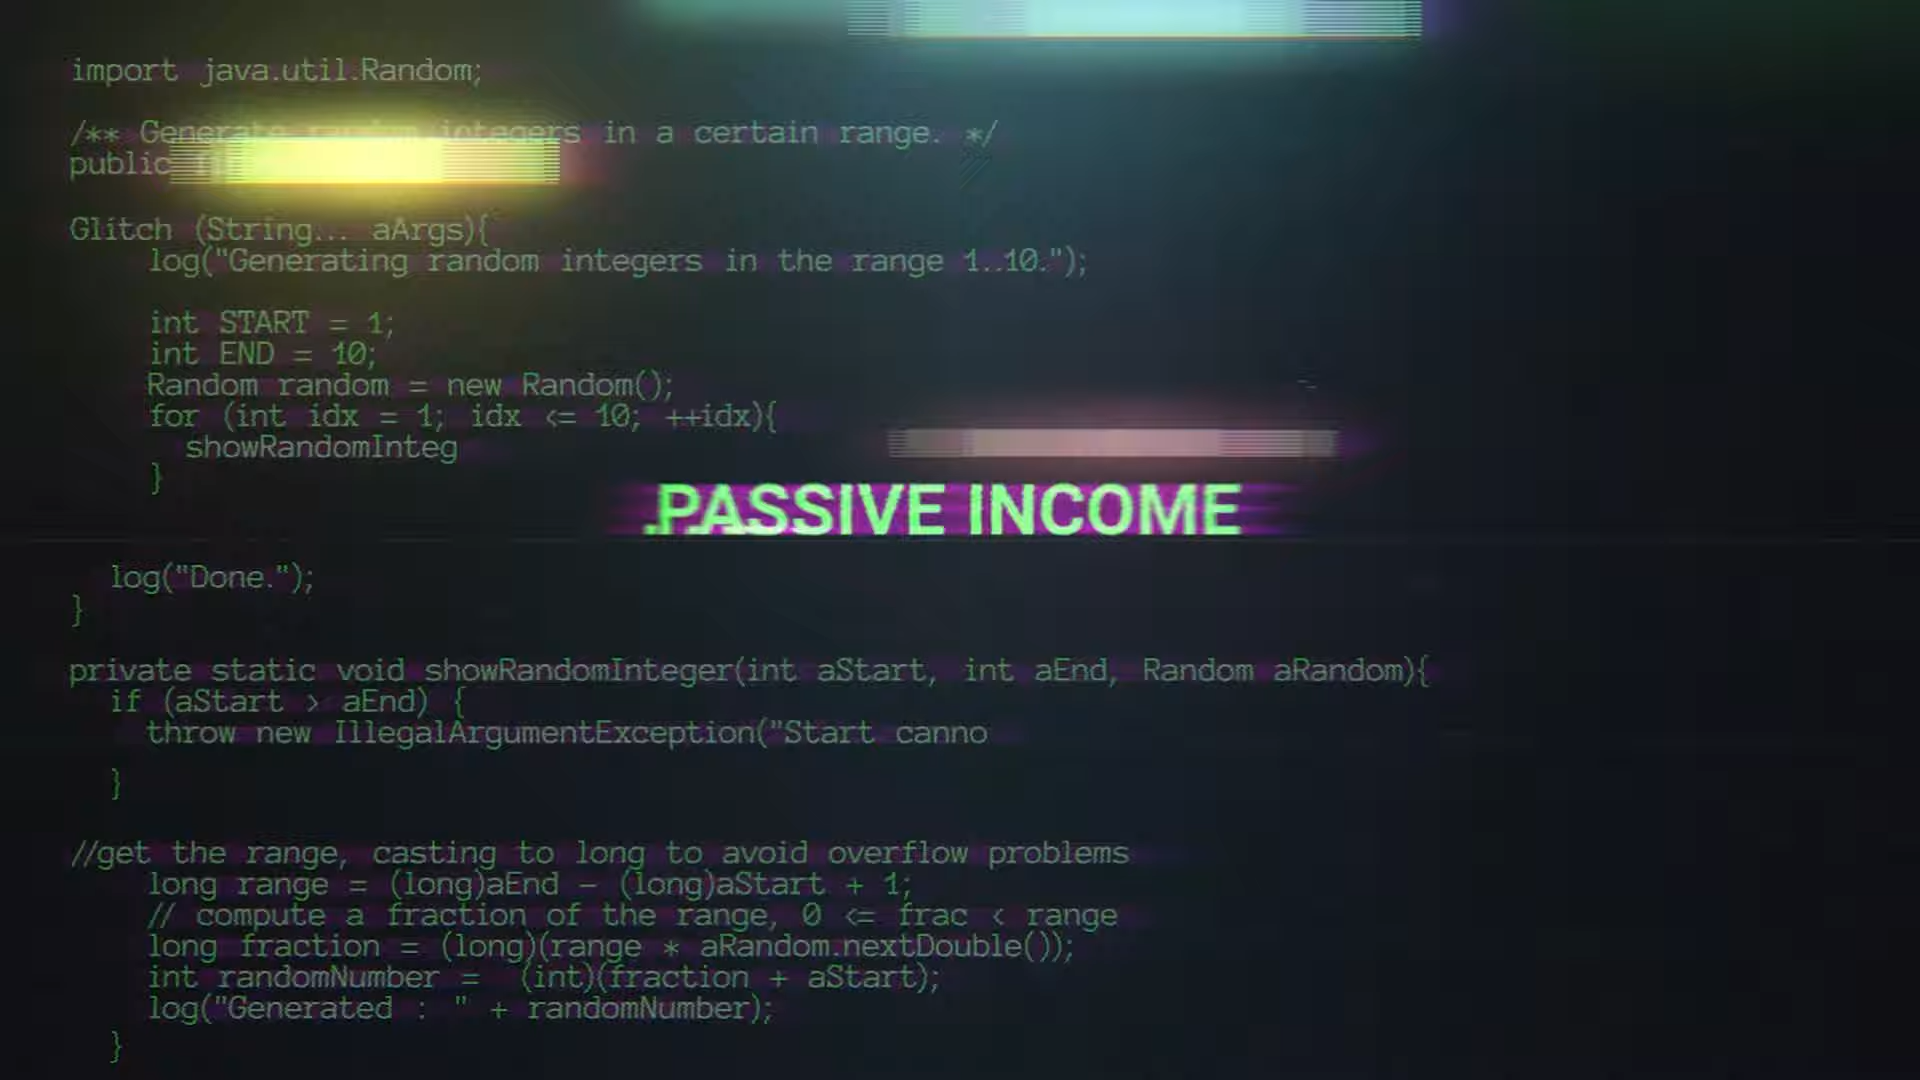 import java.util.Random;
/** Generate random integers in a certain range. */
public
Glitch (String... aArgs){
log("Generating random integers in the range 1..10.");
int START = 1;
int END = 10;
Random random = new Random();
for (int idx = 1; idx <= 10; ++idx){
showRandomInteg
}
PASSIVE INCOME
log("Done.");
}
private static void showRandomInteger(int aStart, int aEnd, Random aRandom){
if (aStart > aEnd) {
throw new IllegalArgumentException("Start canno
}
//get the range, casting to long to avoid overflow problems
long range = (long)aEnd - (long)aStart + 1;
// compute a fraction of the range, 0 <= frac < range
long fraction = (long)(range * aRandom.nextDouble());
int randomNumber =  (int)(fraction + aStart);
log("Generated : " + randomNumber);
}